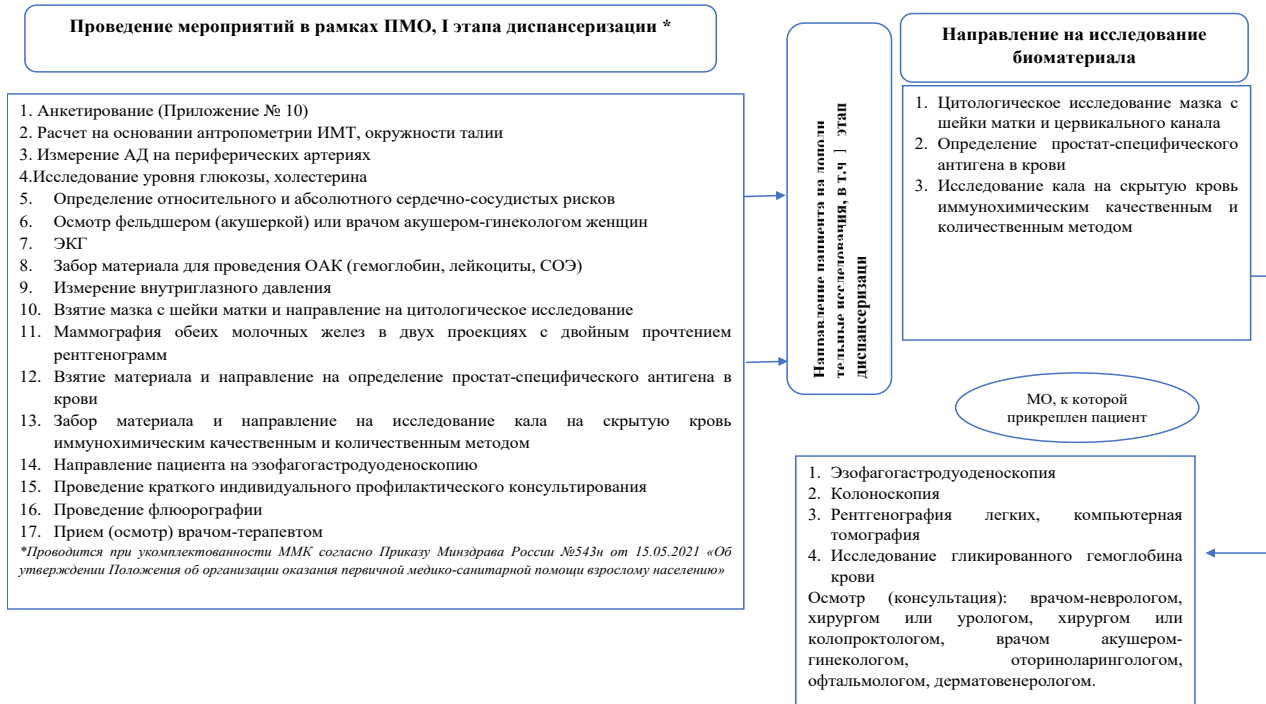 Проведение мероприятий в рамках ПМО, I этапа диспансеризации *
1. Анкетирование (Приложение № 10)
2. Расчет на основании антропометрии ИМТ, окружности талии
3. Измерение АД на периферических артериях
4.Исследование уровня глюкозы, холестерина
5. Определение относительного и абсолютного сердечно-сосудистых рисков
6. Осмотр фельдшером (акушеркой) или врачом акушером-гинекологом женщин
7. ЭКГ
8. Забор материала для проведения ОАК (гемоглобин, лейкоциты, СОЭ)
9. Измерение внутриглазного давления
10. Взятие мазка с шейки матки и направление на цитологическое исследование
11. Маммография обеих молочных желез в двух проекциях с двойным прочтением
рентгенограмм
12. Взятие материала и направление на определение простат-специфического антигена в
крови
13. Забор материала и направление на исследование кала на скрытую кровь
иммунохимическим качественным и количественным методом
14. Направление пациента на эзофагогастродуоденоскопию
15. Проведение краткого индивидуального профилактического консультирования
16. Проведение флюорографии
17. Прием (осмотр) врачом-терапевтом
*Проводится при укомплектованности ММК согласно Приказу Минздрава России №543н от 15.05.2021 «Об
утверждении Положения об организации оказания первичной медико-санитарной помощи взрослому населению»
Направление пациента на дополни
тельные исследования, в т.ч ] этап
диспансеризаци
Направление на исследование
биоматериала
1. Цитологическое исследование мазка с
шейки матки и цервикального канала
2. Определение простат-специфического
антигена в крови
3. Исследование кала на скрытую кровь
иммунохимическим качественным и
количественным методом
МО, к которой
прикреплен пациент
1. Эзофагогастродуоденоскопия
2. Колоноскопия
3. Рентгенография легких, компьютерная
томография
4. Исследование гликированного гемоглобина
крови
Осмотр (консультация): врачом-неврологом,
хирургом или урологом, хирургом или
колопроктологом, врачом акушером-
гинекологом, оториноларингологом,
офтальмологом, дерматовенерологом.